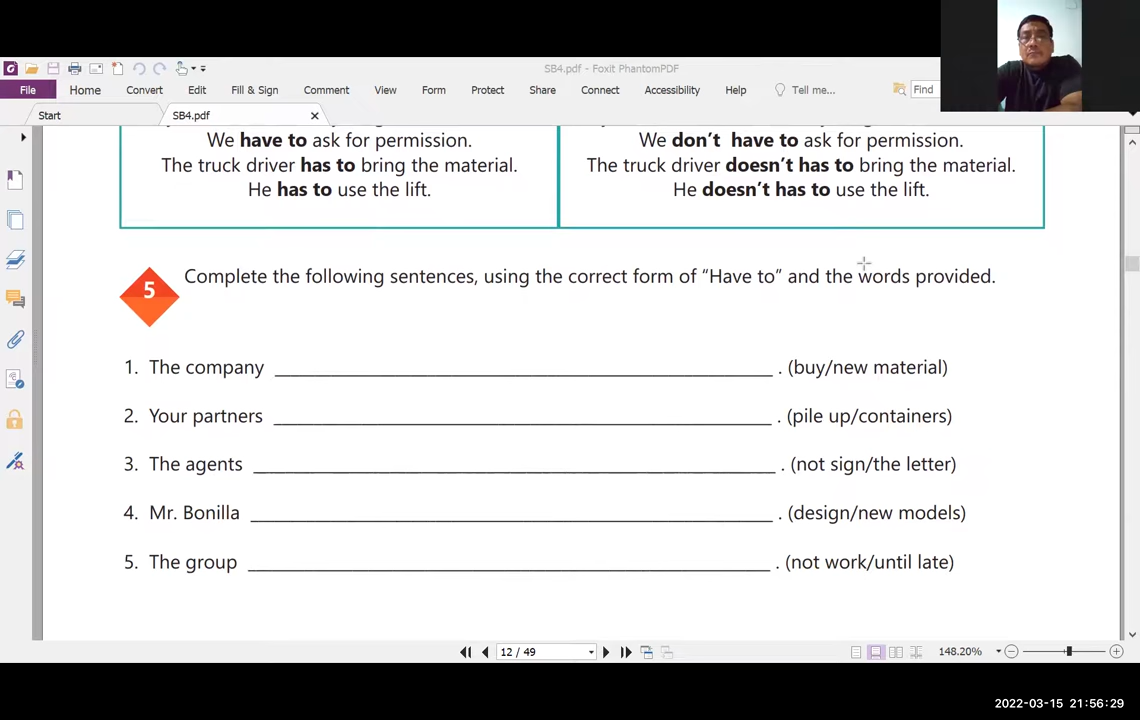 SB4.pdf - Foxit PhantomPDF
File Home Convert Edit Fill & Sign Comment View Form Protect Share Connect Accessibility Help Tell me... Find
Start SB4.pdf
We have to ask for permission.
The truck driver has to bring the material.
He has to use the lift.
We don't have to ask for permission.
The truck driver doesn't has to bring the material.
He doesn't has to use the lift.
5 Complete the following sentences, using the correct form of “Have to” and the words provided.
1. The company ______ . (buy/new material)
2. Your partners ______ . (pile up/containers)
3. The agents ______ . (not sign/the letter)
4. Mr. Bonilla ______ . (design/new models)
5. The group ______ . (not work/until late)
12 / 49
148.20%
2022-03-15 21:56:29